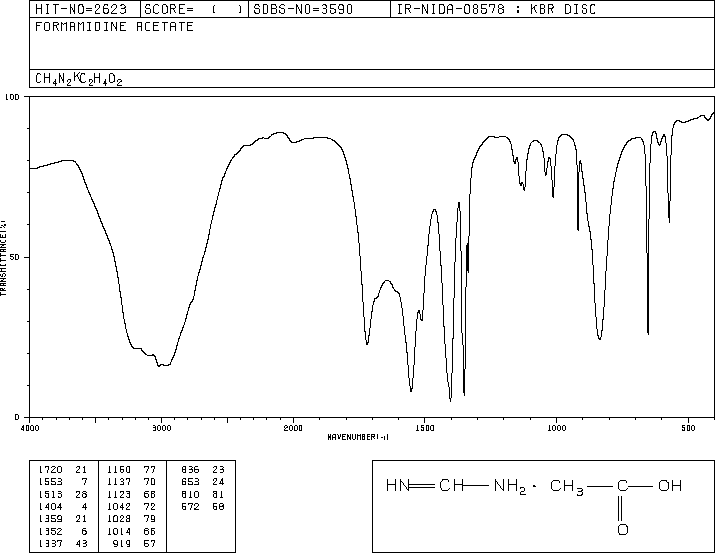 HIT-NO=2623 SCORE= ( ) SDBS-NO=3590 IR-NIDA-08578 : KBR DISC
FORMAMIDINE ACETATE
CH4N2 C2H4O2
100
TRANSMITTANCE(%)
50
0
4000 3000 2000 1500 1000 500
WAVENUMBER(-1)
1720 21 1160 77 836 23
1553 7 1137 70 653 24
1513 28 1123 68 610 81
1404 4 1042 72 572 58
1359 21 1028 79
1352 6 1014 66
1337 43 919 57
HN CH NH2 · CH3 C OH
O